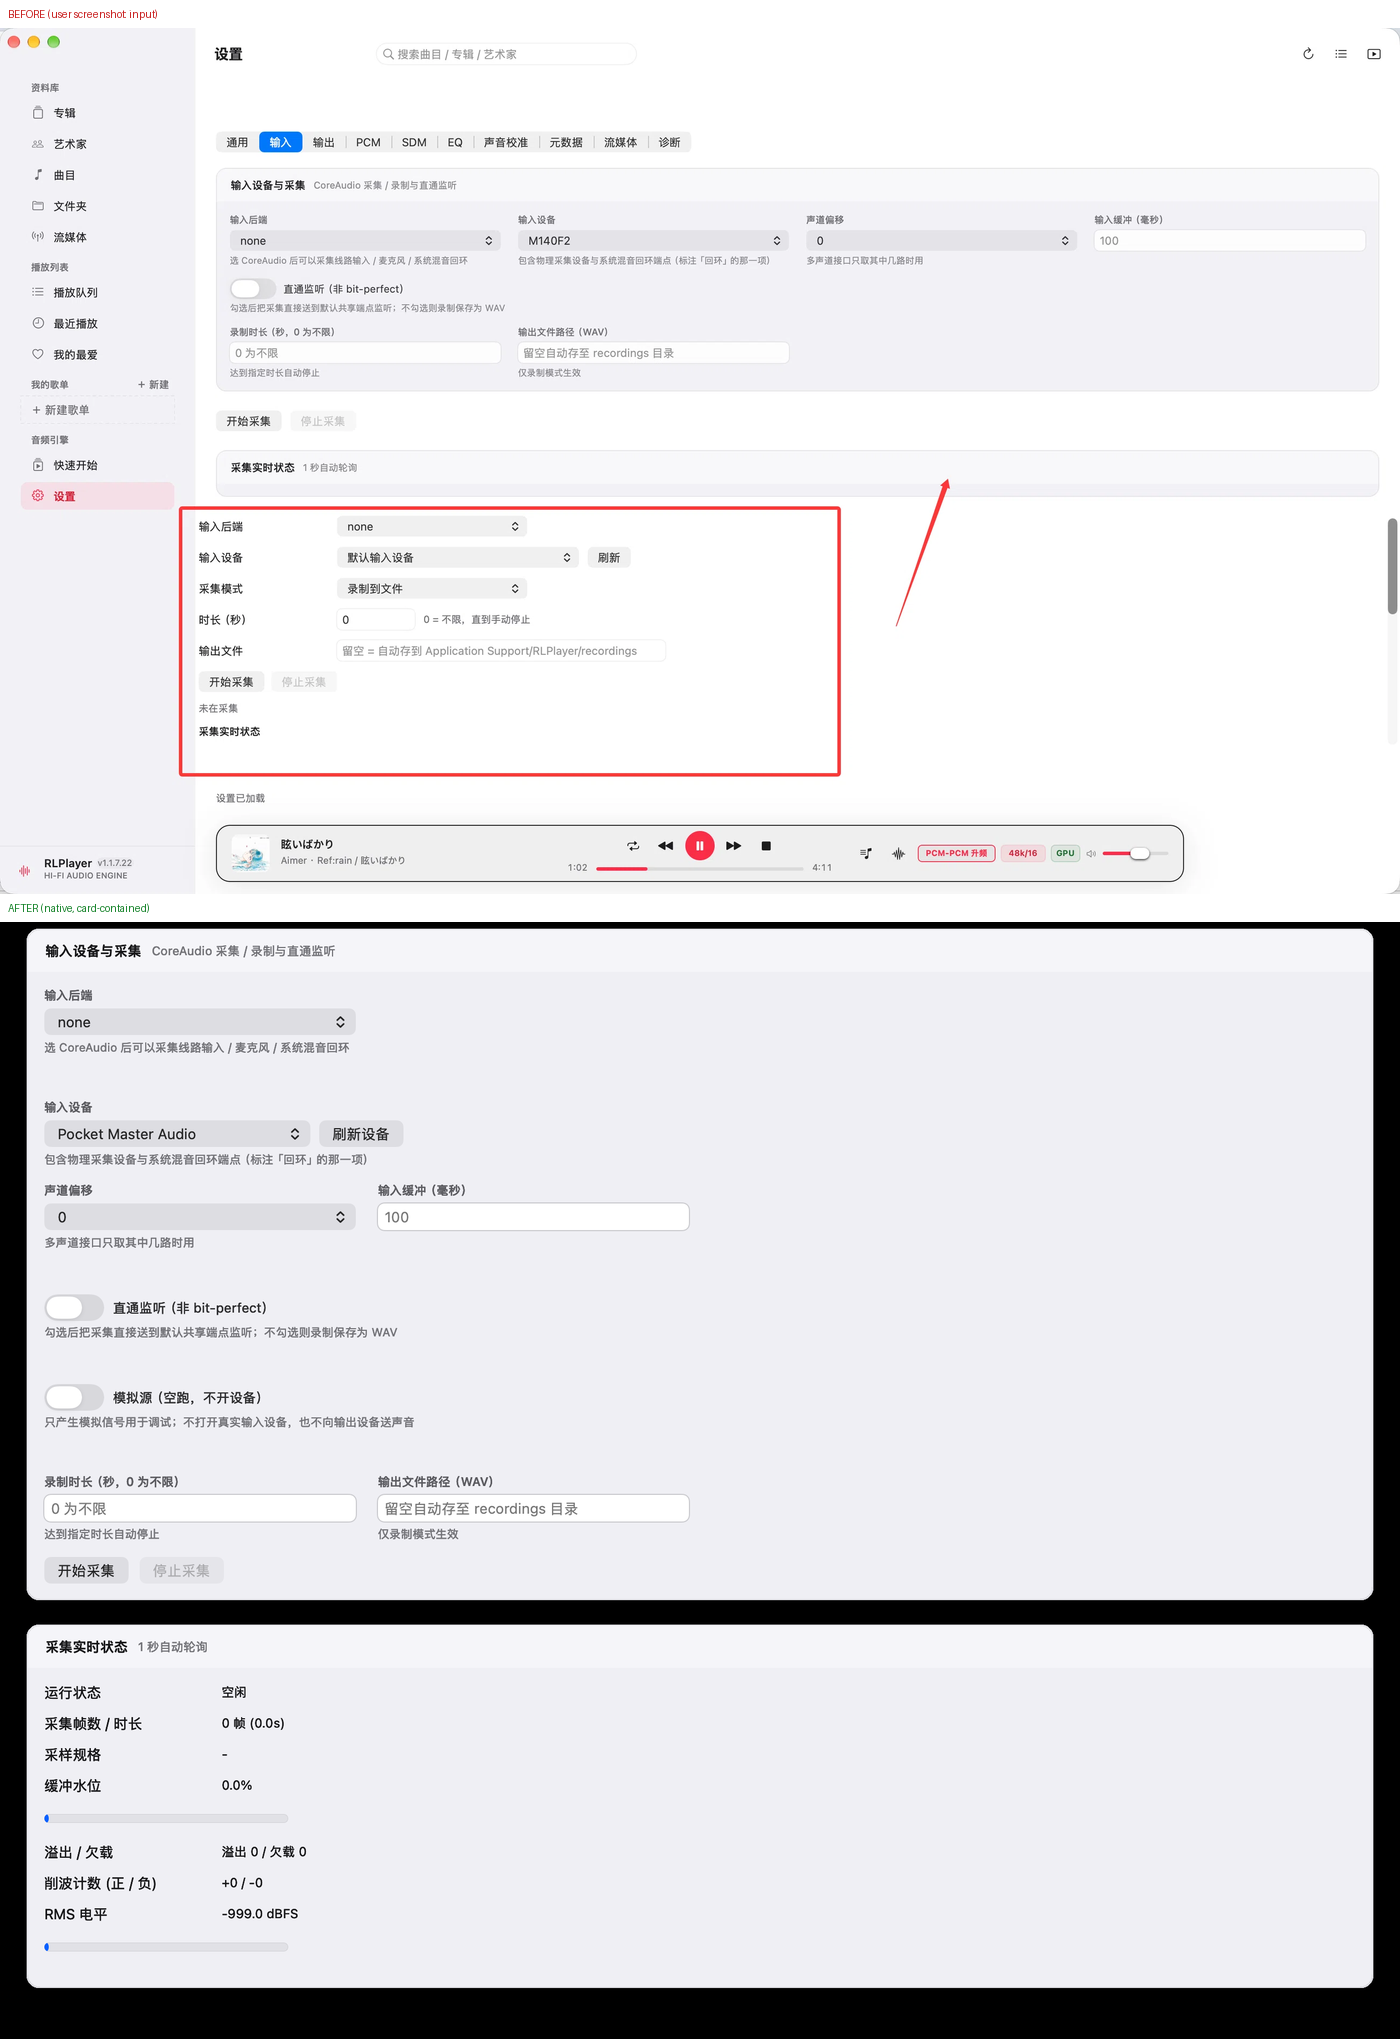 BEFORE (user screenshot input)
设置
搜索曲目 / 专辑 / 艺术家
资料库
专辑
艺术家
曲目
文件夹
流媒体
播放列表
播放队列
最近播放
我的最爱
我的歌单 + 新建
+ 新建歌单
音频引擎
快速开始
设置
RLPlayer v1.1.7.22
HI-FI AUDIO ENGINE
通用 输入 输出 PCM SDM EQ 声音校准 元数据 流媒体 诊断
输入设备与采集 CoreAudio 采集 / 录制与直通监听
输入后端 输入设备 声道偏移 输入缓冲（毫秒）
none M140F2 0 100
选 CoreAudio 后可以采集线路输入 / 麦克风 / 系统混音回环 包含物理采集设备与系统混音回环端点（标注「回环」的那一项） 多声道接口只取其中几路时用
直通监听（非 bit-perfect）
勾选后把采集直接送到默认共享端点监听；不勾选则录制保存为 WAV
录制时长（秒，0 为不限） 输出文件路径（WAV）
0 为不限 留空自动存至 recordings 目录
达到指定时长自动停止 仅录制模式生效
开始采集 停止采集
采集实时状态 1 秒自动轮询
输入后端 none
输入设备 默认输入设备 刷新
采集模式 录制到文件
时长（秒） 0 0 = 不限，直到手动停止
输出文件 留空 = 自动存到 Application Support/RLPlayer/recordings
开始采集 停止采集
未在采集
采集实时状态
设置已加载
眩いばかり
Aimer · Ref:rain / 眩いばかり
1:02 4:11
PCM-PCM 升频 48k/16 GPU
AFTER (native, card-contained)
输入设备与采集 CoreAudio 采集 / 录制与直通监听
输入后端
none
选 CoreAudio 后可以采集线路输入 / 麦克风 / 系统混音回环
输入设备
Pocket Master Audio 刷新设备
包含物理采集设备与系统混音回环端点（标注「回环」的那一项）
声道偏移 输入缓冲（毫秒）
0 100
多声道接口只取其中几路时用
直通监听（非 bit-perfect）
勾选后把采集直接送到默认共享端点监听；不勾选则录制保存为 WAV
模拟源（空跑，不开设备）
只产生模拟信号用于调试；不打开真实输入设备，也不向输出设备送声音
录制时长（秒，0 为不限） 输出文件路径（WAV）
0 为不限 留空自动存至 recordings 目录
达到指定时长自动停止 仅录制模式生效
开始采集 停止采集
采集实时状态 1 秒自动轮询
运行状态 空闲
采集帧数 / 时长 0 帧 (0.0s)
采样规格 -
缓冲水位 0.0%
溢出 / 欠载 溢出 0 / 欠载 0
削波计数 (正 / 负) +0 / -0
RMS 电平 -999.0 dBFS